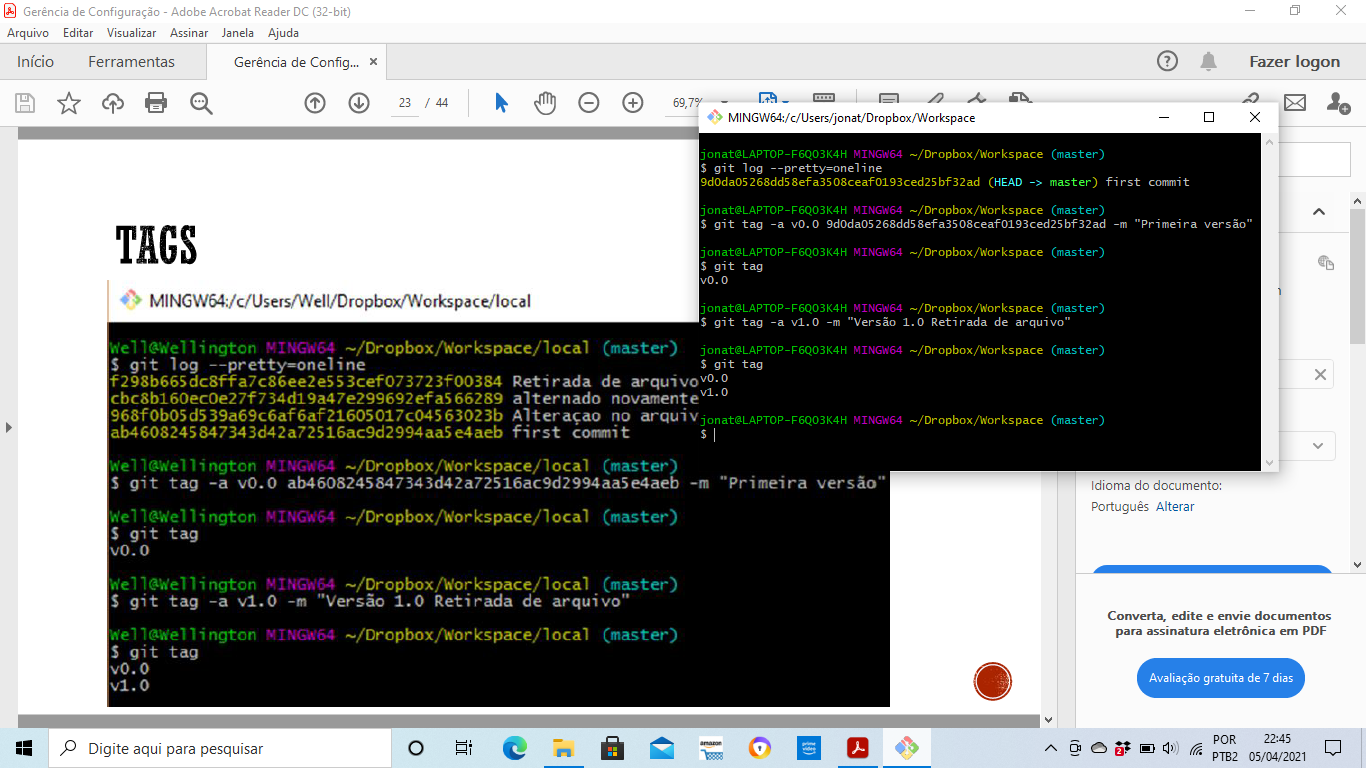 Gerência de Configuração - Adobe Acrobat Reader DC (32-bit)
Arquivo Editar Visualizar Assinar Janela Ajuda
Início Ferramentas Gerência de Config... × Fazer logon
23 / 44 69,7%
TAGS
MINGW64:/c/Users/Well/Dropbox/Workspace/local
Well@Wellington MINGW64 ~/Dropbox/Workspace/local (master)
$ git log --pretty=oneline
f298b665dc8ffa7c86ee2e553cef073723f00384 Retirada de arquivo
cbc8b160ec0e27f734d19a47e299692efa566289 alternado novamente
968f0b05d539a69c6af6af21605017c04563023b Alteraçao no arquiv
ab4608245847343d42a72516ac9d2994aa5e4aeb first commit
Well@Wellington MINGW64 ~/Dropbox/Workspace/local (master)
$ git tag -a v0.0 ab4608245847343d42a72516ac9d2994aa5e4aeb -m "Primeira versão"
Well@Wellington MINGW64 ~/Dropbox/Workspace/local (master)
$ git tag
v0.0
Well@Wellington MINGW64 ~/Dropbox/Workspace/local (master)
$ git tag -a v1.0 -m "Versão 1.0 Retirada de arquivo"
Well@Wellington MINGW64 ~/Dropbox/Workspace/local (master)
$ git tag
v0.0
v1.0
MINGW64:/c/Users/jonat/Dropbox/Workspace
jonat@LAPTOP-F6QO3K4H MINGW64 ~/Dropbox/Workspace (master)
$ git log --pretty=oneline
9d0da05268dd58efa3508ceaf0193ced25bf32ad (HEAD -> master) first commit
jonat@LAPTOP-F6QO3K4H MINGW64 ~/Dropbox/Workspace (master)
$ git tag -a v0.0 9d0da05268dd58efa3508ceaf0193ced25bf32ad -m "Primeira versão"
jonat@LAPTOP-F6QO3K4H MINGW64 ~/Dropbox/Workspace (master)
$ git tag
v0.0
jonat@LAPTOP-F6QO3K4H MINGW64 ~/Dropbox/Workspace (master)
$ git tag -a v1.0 -m "Versão 1.0 Retirada de arquivo"
jonat@LAPTOP-F6QO3K4H MINGW64 ~/Dropbox/Workspace (master)
$ git tag
v0.0
v1.0
jonat@LAPTOP-F6QO3K4H MINGW64 ~/Dropbox/Workspace (master)
$
Idioma do documento:
Português Alterar
Converta, edite e envie documentos
para assinatura eletrônica em PDF
Avaliação gratuita de 7 dias
Digite aqui para pesquisar
amazon
prime video
2
POR
PTB2
22:45
05/04/2021